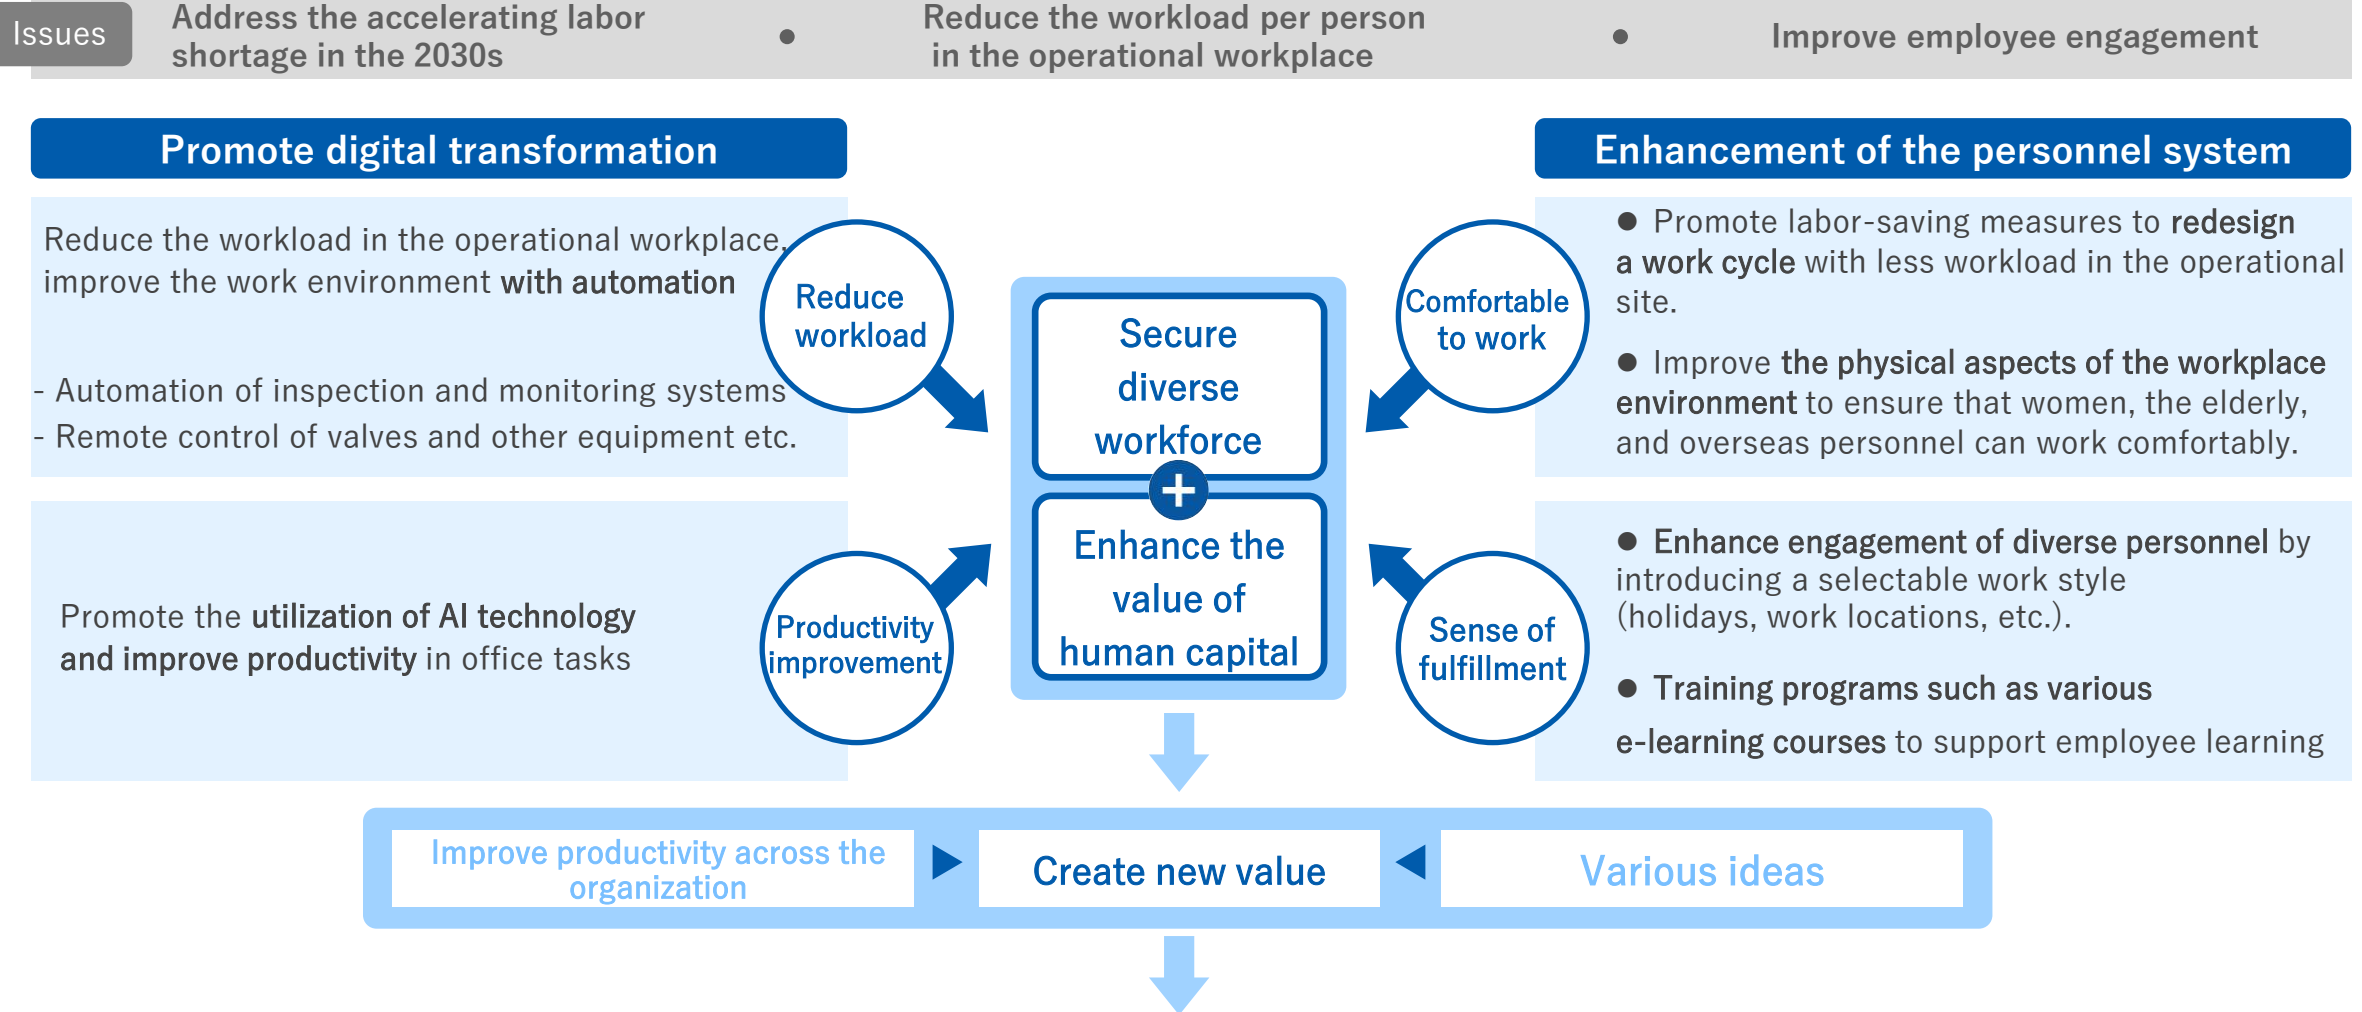 Issues
Address the accelerating labor
shortage in the 2030s
●
Reduce the workload per person
in the operational workplace
●
Improve employee engagement
Promote digital transformation
Reduce the workload in the operational workplace,
improve the work environment with automation
- Automation of inspection and monitoring systems
- Remote control of valves and other equipment etc.
Reduce
workload
Promote the utilization of AI technology
and improve productivity in office tasks
Productivity
improvement
Secure
diverse
workforce
+
Enhance the
value of
human capital
Enhancement of the personnel system
Comfortable
to work
● Promote labor-saving measures to redesign
a work cycle with less workload in the operational
site.
● Improve the physical aspects of the workplace
environment to ensure that women, the elderly,
and overseas personnel can work comfortably.
Sense of
fulfillment
● Enhance engagement of diverse personnel by
introducing a selectable work style
(holidays, work locations, etc.).
● Training programs such as various
e-learning courses to support employee learning
Improve productivity across the
organization
Create new value
Various ideas